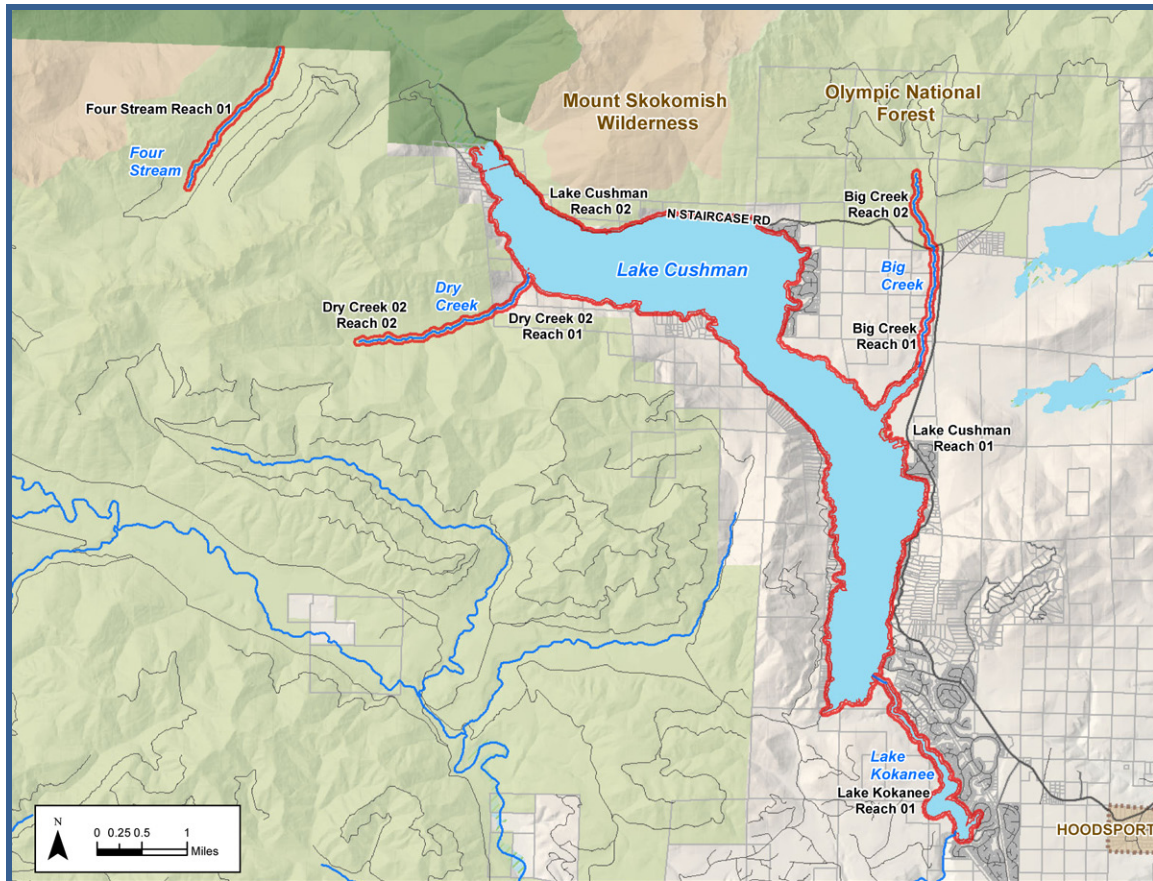 Four Stream Reach 01
Four
Stream
Mount Skokomish
Wilderness
Olympic National
Forest
Lake Cushman
Reach 02
N STAIRCASE RD
Big Creek
Reach 02
Lake Cushman
Big
Creek
Dry
Creek
Dry Creek 02
Reach 02
Dry Creek 02
Reach 01
Big Creek
Reach 01
Lake Cushman
Reach 01
Lake
Kokanee
Lake Kokanee
Reach 01
HOODSPORT
N
0 0.25 0.5 1
Miles